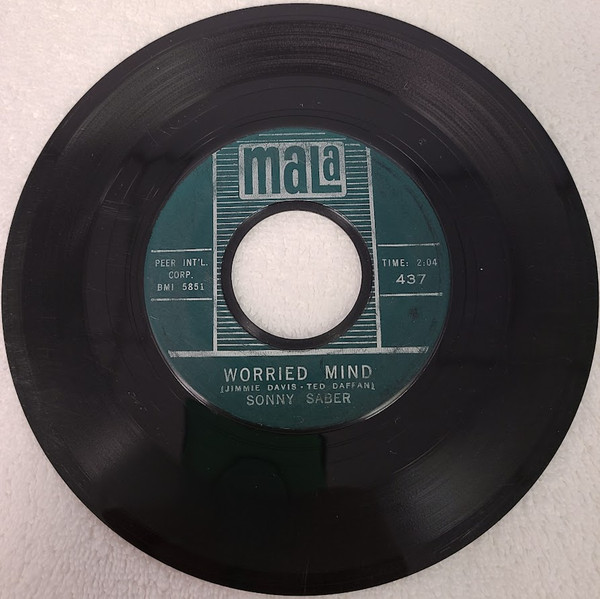 maLa
PEER INT'L.
CORP.
BMI 5851
TIME: 2:04
437
WORRIED MIND
(JIMMIE DAVIS - TED DAFFAN)
SONNY SABER